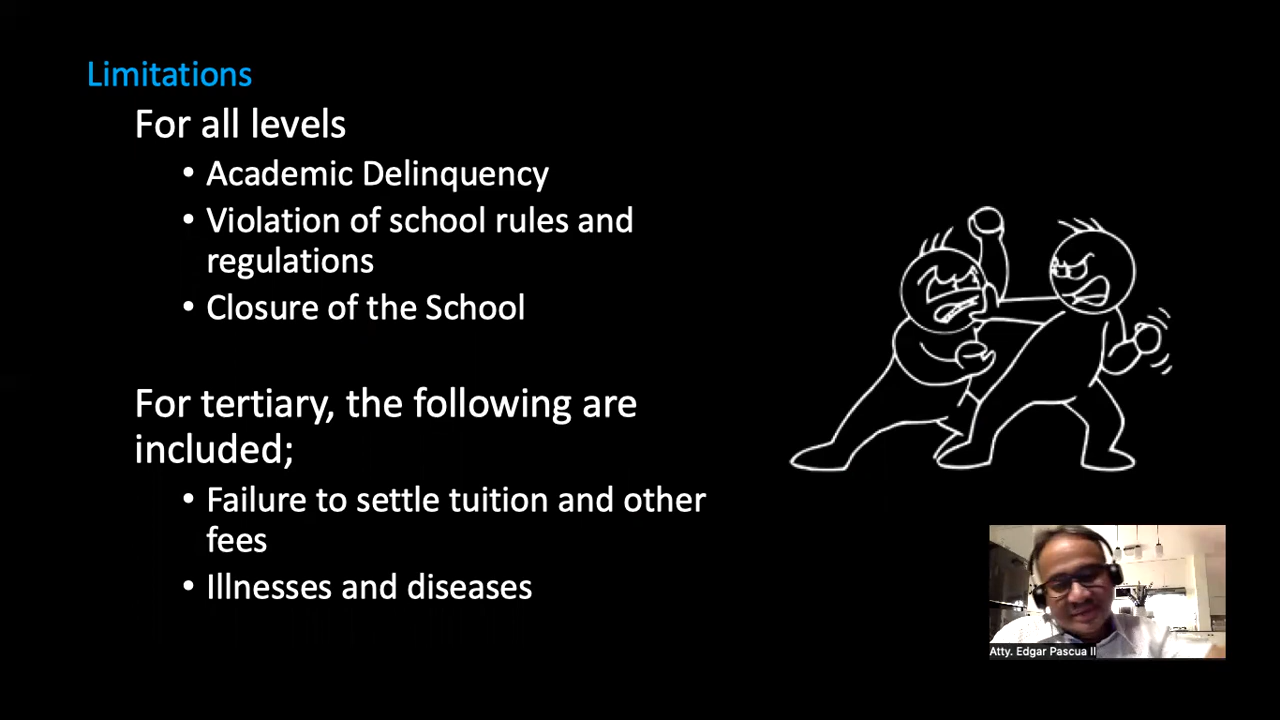 Limitations
For all levels
• Academic Delinquency
• Violation of school rules and
regulations
• Closure of the School
For tertiary, the following are
included;
• Failure to settle tuition and other
fees
• Illnesses and diseases
Atty. Edgar Pascua II